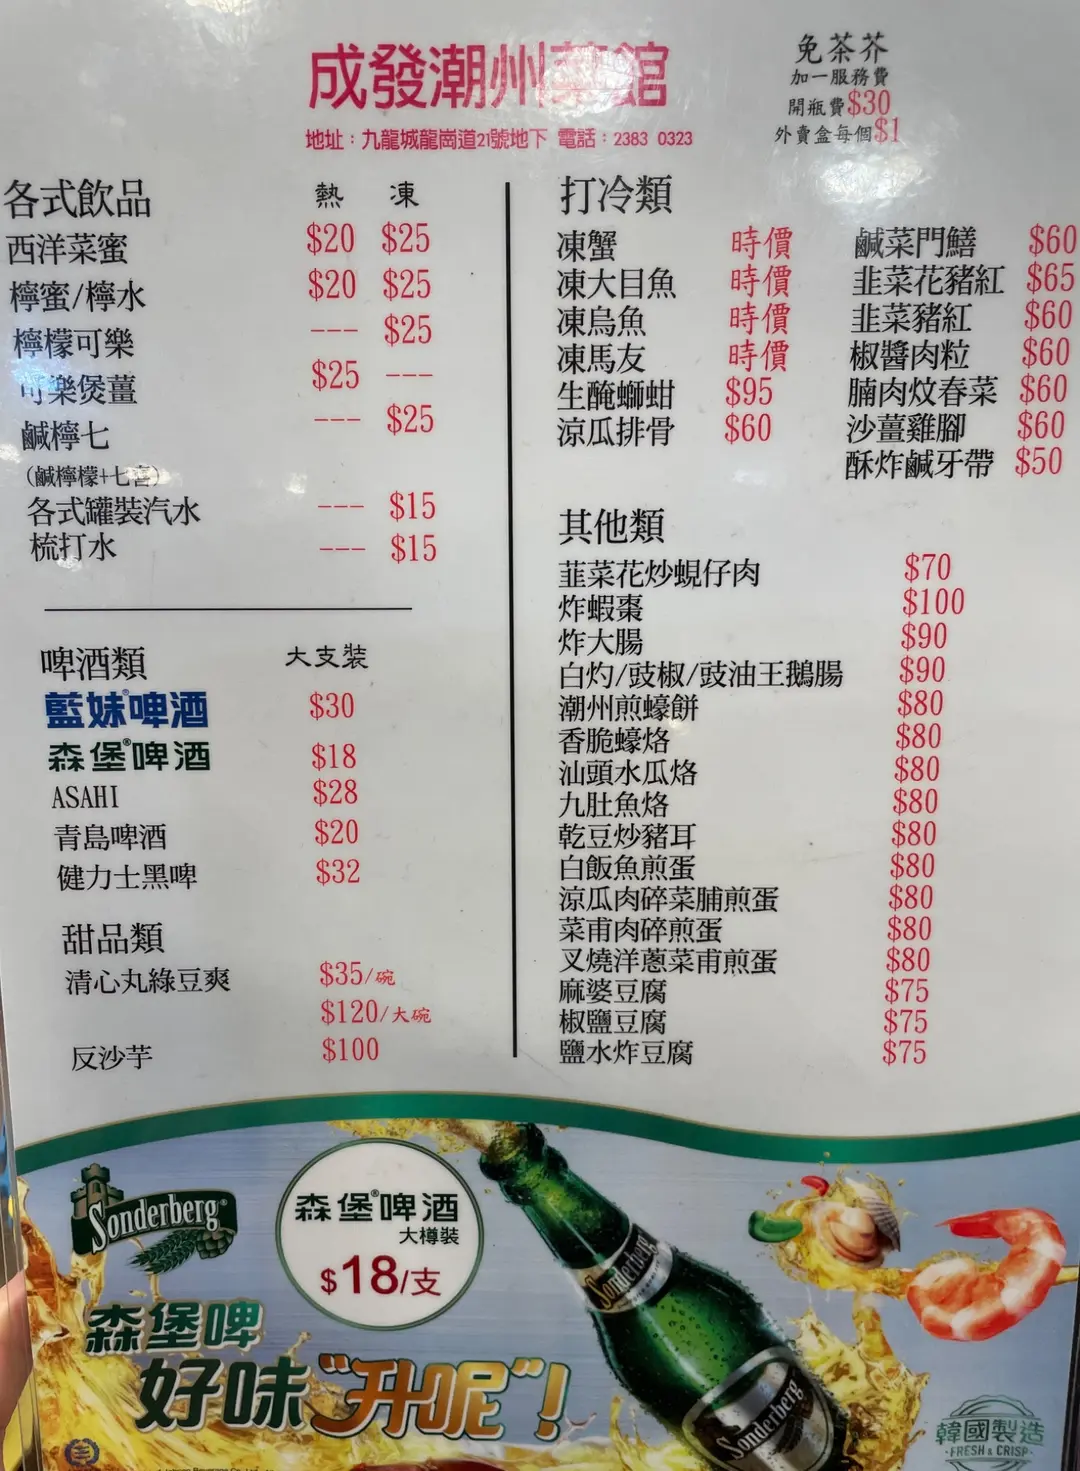 成發潮州菜館
地址：九龍城龍崗道21號地下 電話：2383 0323
免茶芥
加一服務費
開瓶費$30
外賣盒每個$1
各式飲品 熱 凍
西洋菜蜜 $20 $25
檸蜜/檸水 $20 $25
檸檬可樂 --- $25
可樂煲薑 $25 ---
鹹檸七 --- $25
(鹹檸檬+七喜)
各式罐裝汽水 --- $15
梳打水 --- $15
啤酒類 大支裝
藍妹®啤酒 $30
森堡®啤酒 $18
ASAHI $28
青島啤酒 $20
健力士黑啤 $32
甜品類
清心丸綠豆爽 $35/碗
$120/大碗
反沙芋 $100
打冷類
凍蟹 時價
凍大目魚 時價
凍烏魚 時價
凍馬友 時價
生醃螄蚶 $95
涼瓜排骨 $60
鹹菜門鱔 $60
韭菜花豬紅 $65
韭菜豬紅 $60
椒醬肉粒 $60
腩肉炆春菜 $60
沙薑雞腳 $60
酥炸鹹牙帶 $50
其他類
韭菜花炒蜆仔肉 $70
炸蝦棗 $100
炸大腸 $90
白灼/豉椒/豉油王鵝腸 $90
潮州煎蠔餅 $80
香脆蠔烙 $80
汕頭水瓜烙 $80
九肚魚烙 $80
乾豆炒豬耳 $80
白飯魚煎蛋 $80
涼瓜肉碎菜脯煎蛋 $80
菜甫肉碎煎蛋 $80
叉燒洋蔥菜甫煎蛋 $80
麻婆豆腐 $75
椒鹽豆腐 $75
鹽水炸豆腐 $75
Sonderberg®
森堡®啤酒
大樽裝
$18/支
森堡啤
好味"升呢"！
Sonderberg
Sonderberg
韓國製造
·FRESH & CRISP·